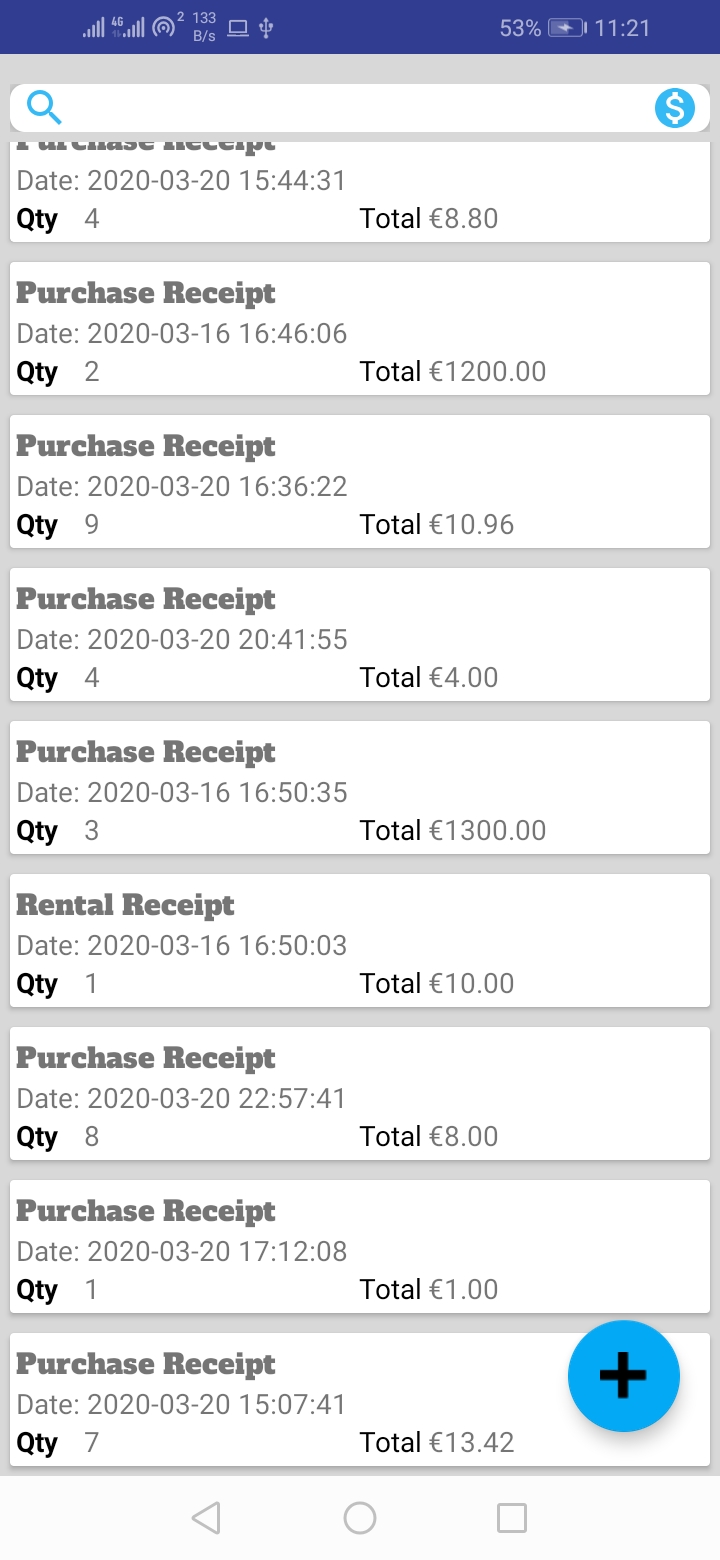 4G 2 133 B/s 53% 11:21
Purchase Receipt
Date: 2020-03-20 15:44:31
Qty 4 Total €8.80
Purchase Receipt
Date: 2020-03-16 16:46:06
Qty 2 Total €1200.00
Purchase Receipt
Date: 2020-03-20 16:36:22
Qty 9 Total €10.96
Purchase Receipt
Date: 2020-03-20 20:41:55
Qty 4 Total €4.00
Purchase Receipt
Date: 2020-03-16 16:50:35
Qty 3 Total €1300.00
Rental Receipt
Date: 2020-03-16 16:50:03
Qty 1 Total €10.00
Purchase Receipt
Date: 2020-03-20 22:57:41
Qty 8 Total €8.00
Purchase Receipt
Date: 2020-03-20 17:12:08
Qty 1 Total €1.00
Purchase Receipt
Date: 2020-03-20 15:07:41
Qty 7 Total €13.42